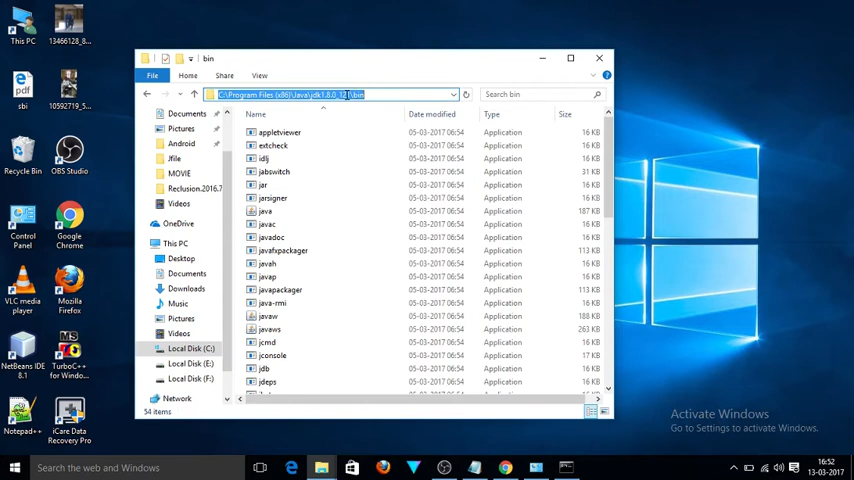 This PC
13466128_8...
sbi
10592719_5...
Recycle Bin
OBS Studio
Control
Panel
Google
Chrome
VLC media
player
Mozilla
Firefox
NetBeans IDE
8.1
TurboC++
for Windo...
Notepad++
iCare Data
Recovery Pro
bin
File
Home
Share
View
C:\Program Files (x86)\Java\jdk1.8.0_121\bin
Search bin
Documents
Pictures
Android
Jfile
MOVIE
Reclusion.2016.7
Videos
OneDrive
This PC
Desktop
Documents
Downloads
Music
Pictures
Videos
Local Disk (C:)
Local Disk (E:)
Local Disk (F:)
Network
Name Date modified Type Size
appletviewer 05-03-2017 06:54 Application 16 KB
extcheck 05-03-2017 06:54 Application 16 KB
idlj 05-03-2017 06:54 Application 16 KB
jabswitch 05-03-2017 06:54 Application 31 KB
jar 05-03-2017 06:54 Application 16 KB
jarsigner 05-03-2017 06:54 Application 16 KB
java 05-03-2017 06:54 Application 187 KB
javac 05-03-2017 06:54 Application 16 KB
javadoc 05-03-2017 06:54 Application 16 KB
javafxpackager 05-03-2017 06:54 Application 113 KB
javah 05-03-2017 06:54 Application 16 KB
javap 05-03-2017 06:54 Application 16 KB
javapackager 05-03-2017 06:54 Application 113 KB
java-rmi 05-03-2017 06:54 Application 16 KB
javaw 05-03-2017 06:54 Application 188 KB
javaws 05-03-2017 06:54 Application 263 KB
jcmd 05-03-2017 06:54 Application 16 KB
jconsole 05-03-2017 06:54 Application 17 KB
jdb 05-03-2017 06:54 Application 16 KB
jdeps 05-03-2017 06:54 Application 16 KB
54 items
Activate Windows
Go to Settings to activate Windows.
Search the web and Windows
16:52
13-03-2017